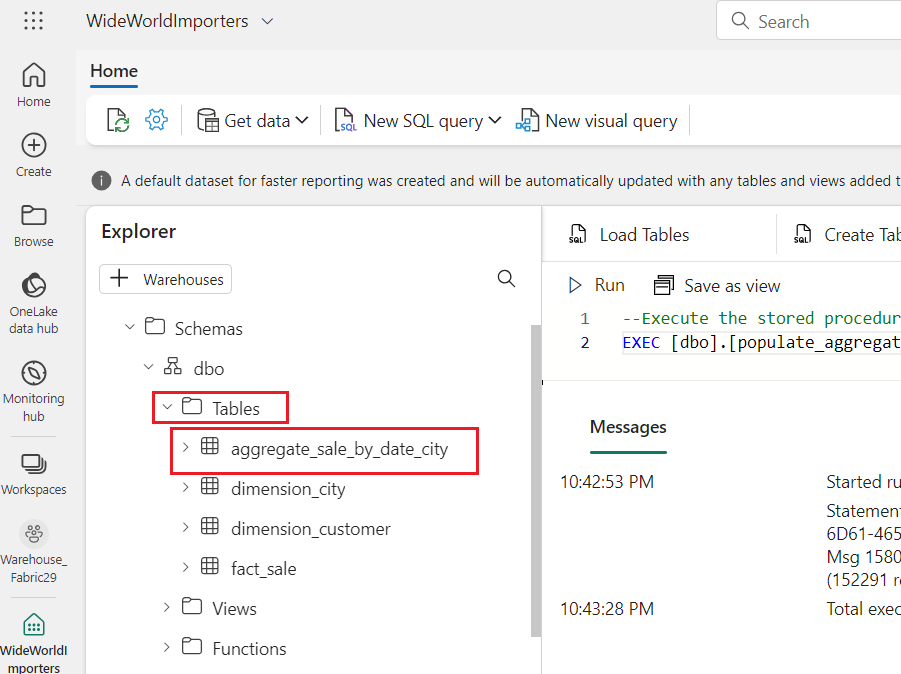 WideWorldImporters
Search
Home
Create
Browse
OneLake
data hub
Monitoring
hub
Workspaces
Warehouse_
Fabric29
WideWorldI
mporters
Home
Get data
SQL New SQL query
New visual query
A default dataset for faster reporting was created and will be automatically updated with any tables and views added t
Explorer
Warehouses
Schemas
dbo
Tables
aggregate_sale_by_date_city
dimension_city
dimension_customer
fact_sale
Views
Functions
SQL Load Tables
SQL Create Tab
Run
Save as view
1 --Execute the stored procedur
2 EXEC [dbo].[populate_aggregat
Messages
10:42:53 PM Started ru
Statement
6D61-465
Msg 1580
(152291 r
10:43:28 PM Total exec